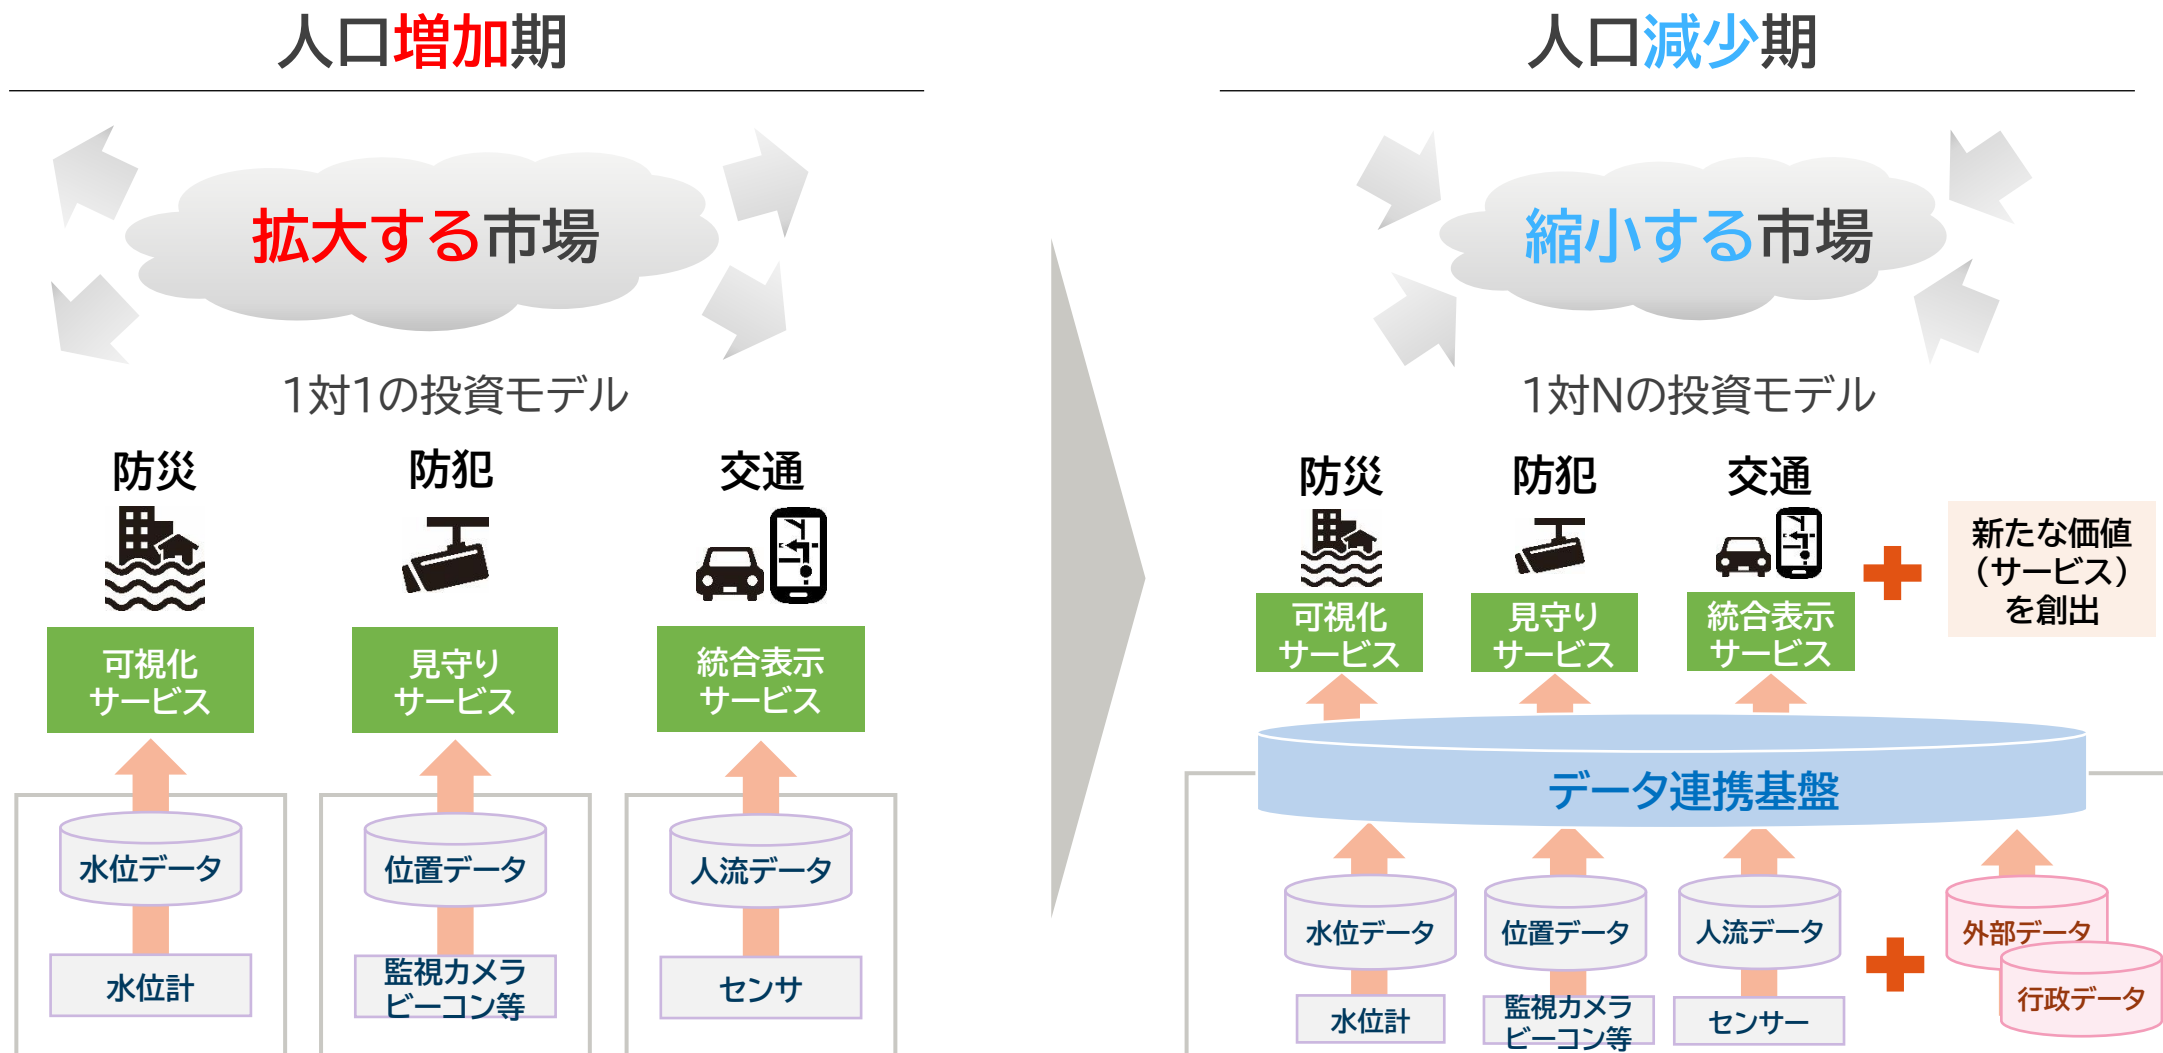 人口増加期
拡大する市場
1対1の投資モデル
防災
防犯
交通
可視化
サービス
見守り
サービス
統合表示
サービス
水位データ
位置データ
人流データ
水位計
監視カメラ
ビーコン等
センサ
人口減少期
縮小する市場
1対Nの投資モデル
防災
防犯
交通
可視化
サービス
見守り
サービス
統合表示
サービス
新たな価値
（サービス）
を創出
データ連携基盤
水位データ
位置データ
人流データ
外部データ
行政データ
水位計
監視カメラ
ビーコン等
センサー